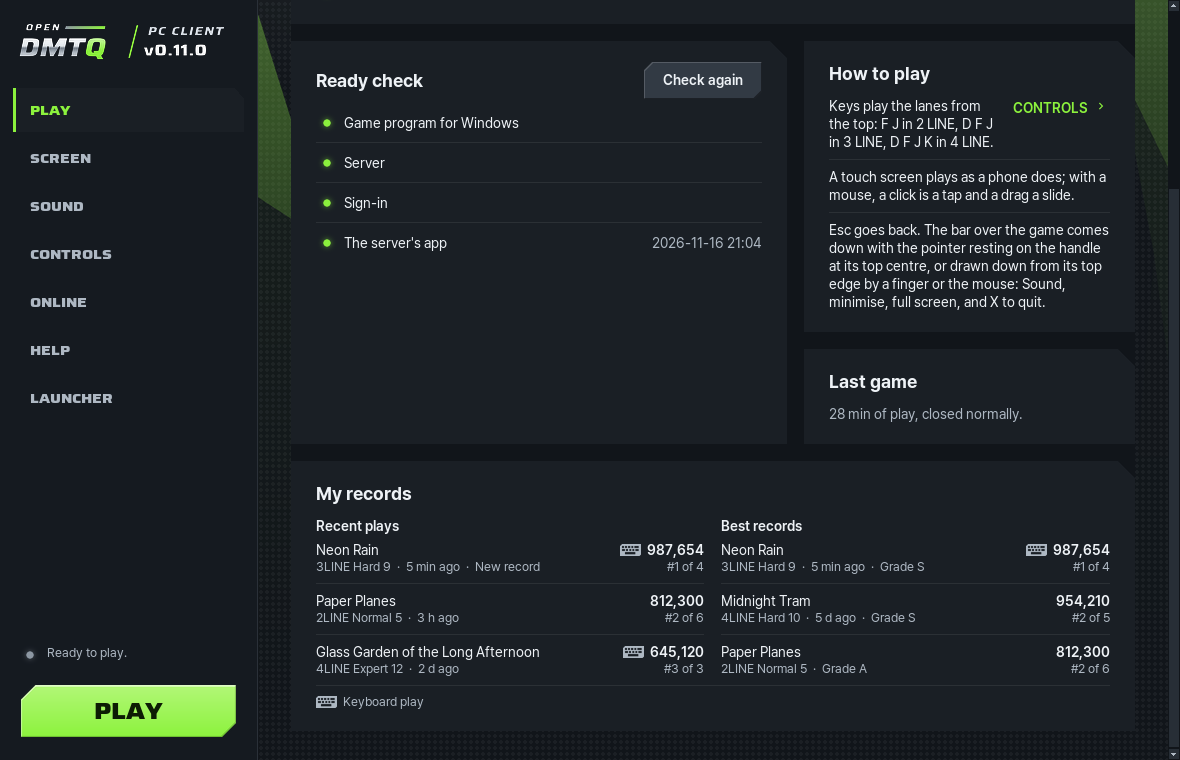 OPEN
DMTQ
PC CLIENT
v0.11.0
PLAY
SCREEN
SOUND
CONTROLS
ONLINE
HELP
LAUNCHER
Ready to play.
PLAY
Ready check
Check again
Game program for Windows
Server
Sign-in
The server's app
2026-11-16 21:04
How to play
Keys play the lanes from
the top: F J in 2 LINE, D F J
in 3 LINE, D F J K in 4 LINE.
CONTROLS
A touch screen plays as a phone does; with a
mouse, a click is a tap and a drag a slide.
Esc goes back. The bar over the game comes
down with the pointer resting on the handle
at its top centre, or drawn down from its top
edge by a finger or the mouse: Sound,
minimise, full screen, and X to quit.
Last game
28 min of play, closed normally.
My records
Recent plays
Neon Rain
987,654
3LINE Hard 9 · 5 min ago · New record
#1 of 4
Paper Planes
812,300
2LINE Normal 5 · 3 h ago
#2 of 6
Glass Garden of the Long Afternoon
645,120
4LINE Expert 12 · 2 d ago
#3 of 3
Keyboard play
Best records
Neon Rain
987,654
3LINE Hard 9 · 5 min ago · Grade S
#1 of 4
Midnight Tram
954,210
4LINE Hard 10 · 5 d ago · Grade S
#2 of 5
Paper Planes
812,300
2LINE Normal 5 · Grade A
#2 of 6